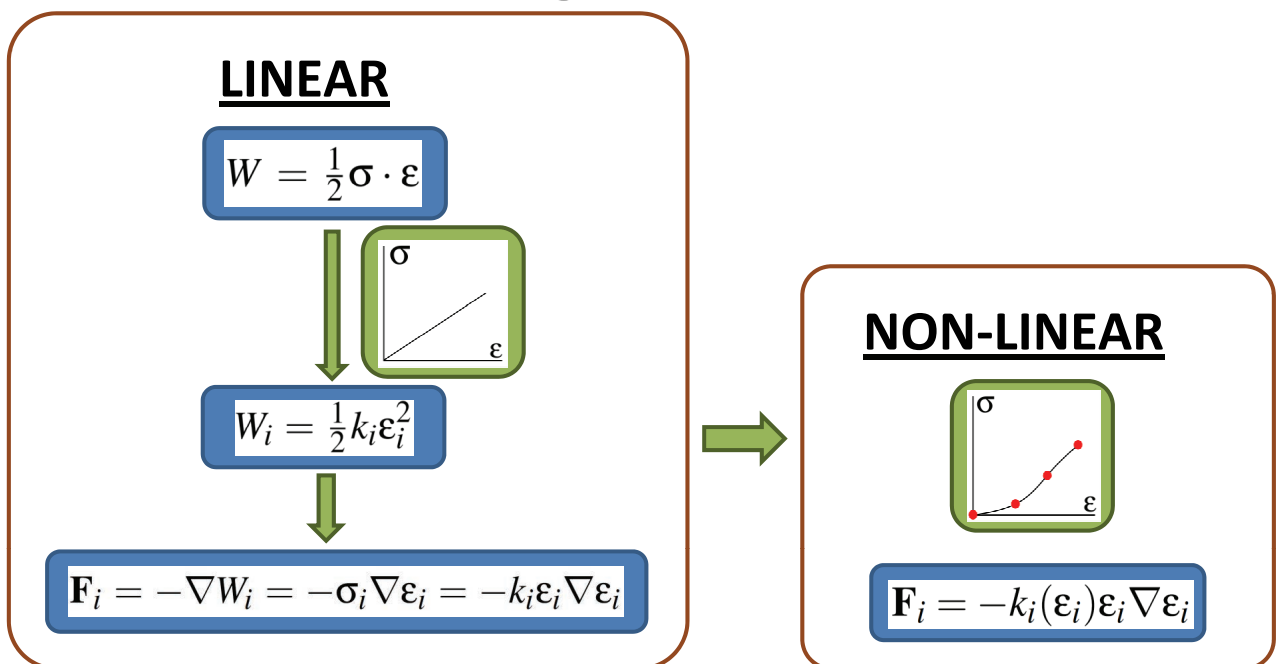 LINEAR
W = ½σ · ε
σ
ε
Wᵢ = ½kᵢεᵢ²
𝐅ᵢ = −∇Wᵢ = −σᵢ∇εᵢ = −kᵢεᵢ∇εᵢ
NON-LINEAR
σ
ε
𝐅ᵢ = −kᵢ(εᵢ)εᵢ∇εᵢ